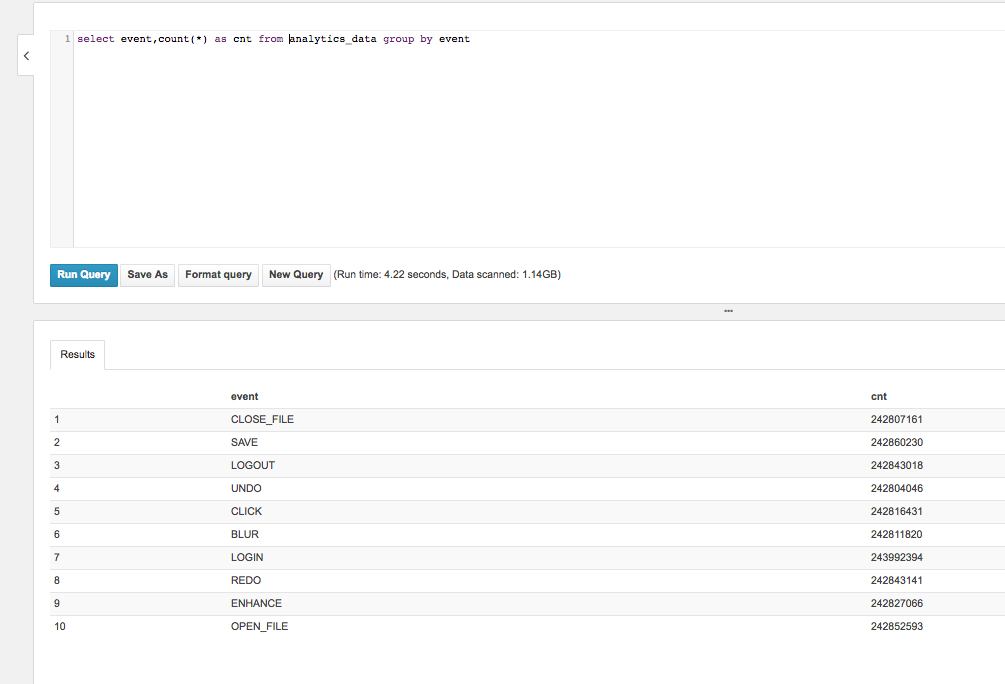 1 select event,count(*) as cnt from analytics_data group by event
Run Query Save As Format query New Query (Run time: 4.22 seconds, Data scanned: 1.14GB)
Results
event cnt
1 CLOSE_FILE 242807161
2 SAVE 242860230
3 LOGOUT 242843018
4 UNDO 242804046
5 CLICK 242816431
6 BLUR 242811820
7 LOGIN 243992394
8 REDO 242843141
9 ENHANCE 242827066
10 OPEN_FILE 242852593